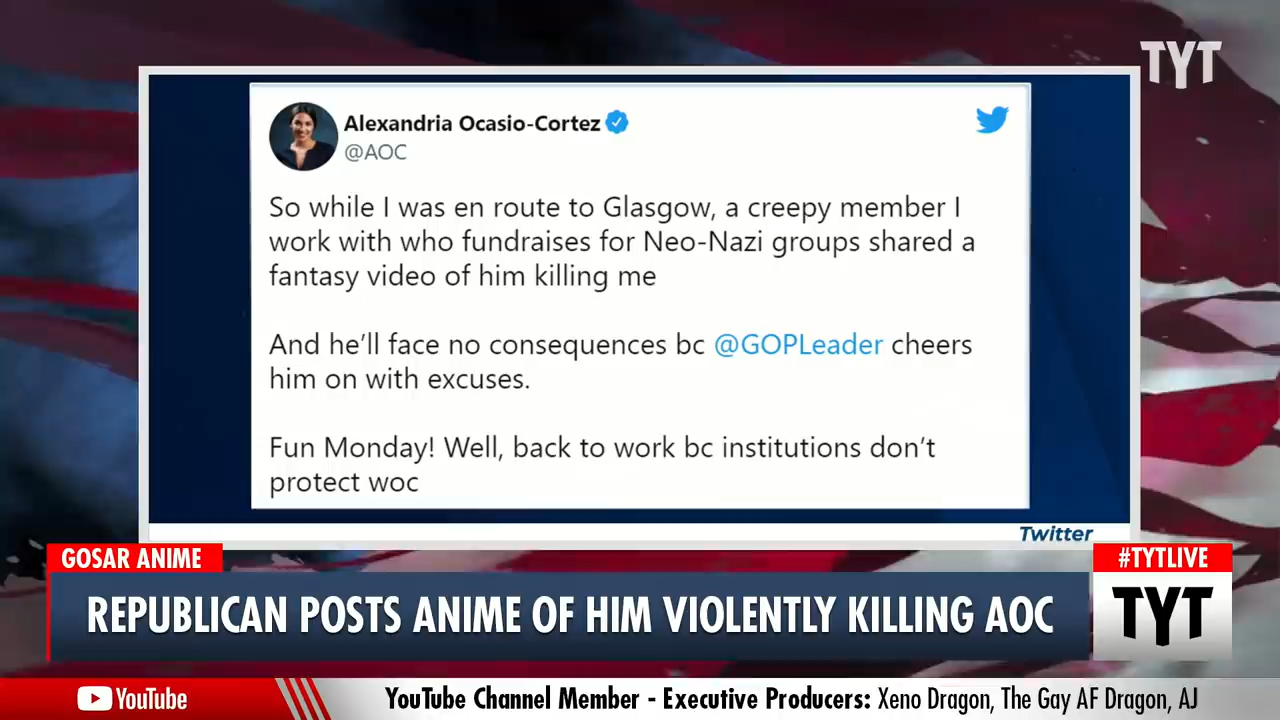 TYT
Alexandria Ocasio-Cortez
@AOC
So while I was en route to Glasgow, a creepy member I
work with who fundraises for Neo-Nazi groups shared a
fantasy video of him killing me
And he’ll face no consequences bc @GOPLeader cheers
him on with excuses.
Fun Monday! Well, back to work bc institutions don’t
protect woc
Twitter
GOSAR ANIME
#TYTLIVE
REPUBLICAN POSTS ANIME OF HIM VIOLENTLY KILLING AOC
TYT
YouTube
YouTube Channel Member - Executive Producers: Xeno Dragon, The Gay AF Dragon, AJ